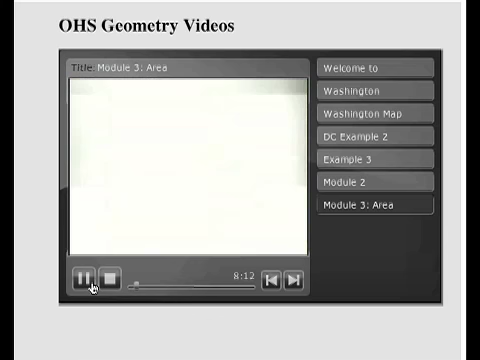 OHS Geometry Videos
Title: Module 3: Area
Welcome to
Washington
Washington Map
DC Example 2
Example 3
Module 2
Module 3: Area
8:12